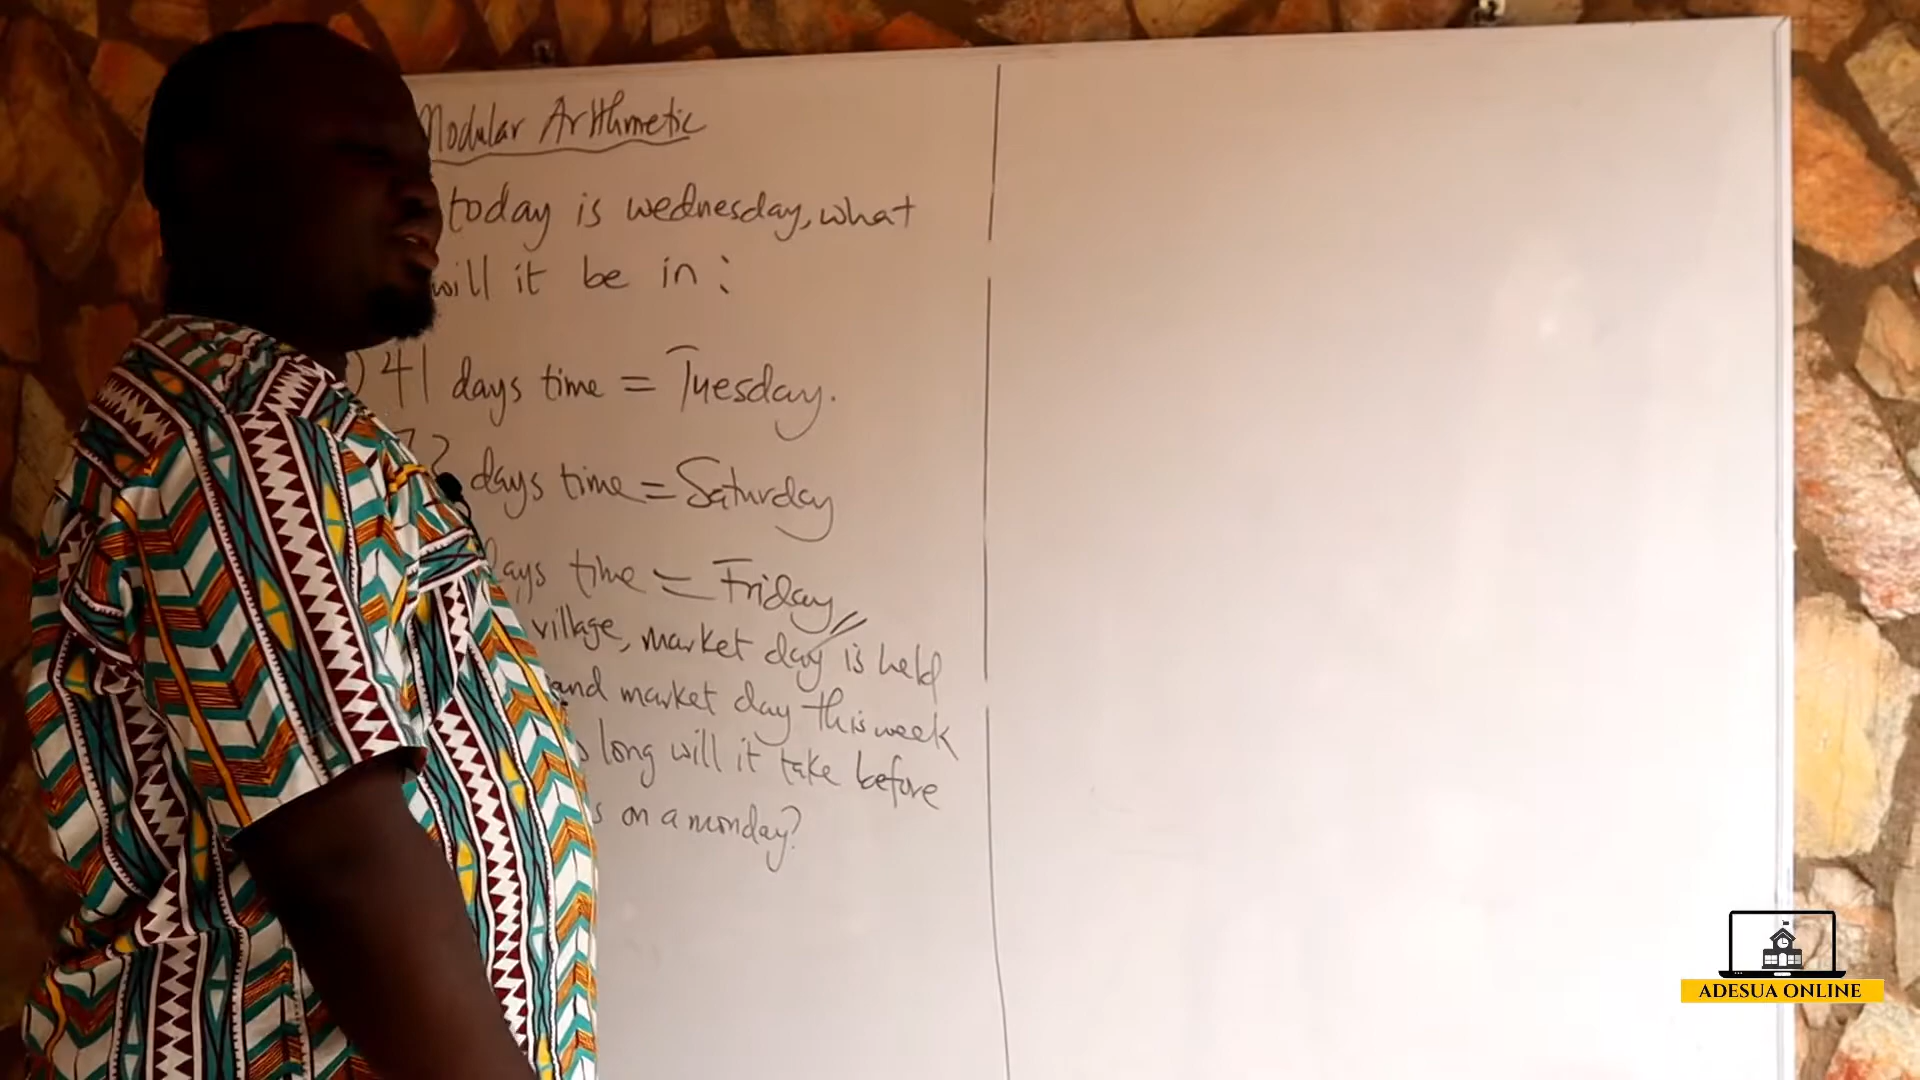 Modular Arithmetic
today is wednesday, what
will it be in :
) 41 days time = Tuesday.
73 days time = Saturday
days time = Friday
village, market day is held
and market day this week
long will it take before
on a monday?
ADESUA ONLINE